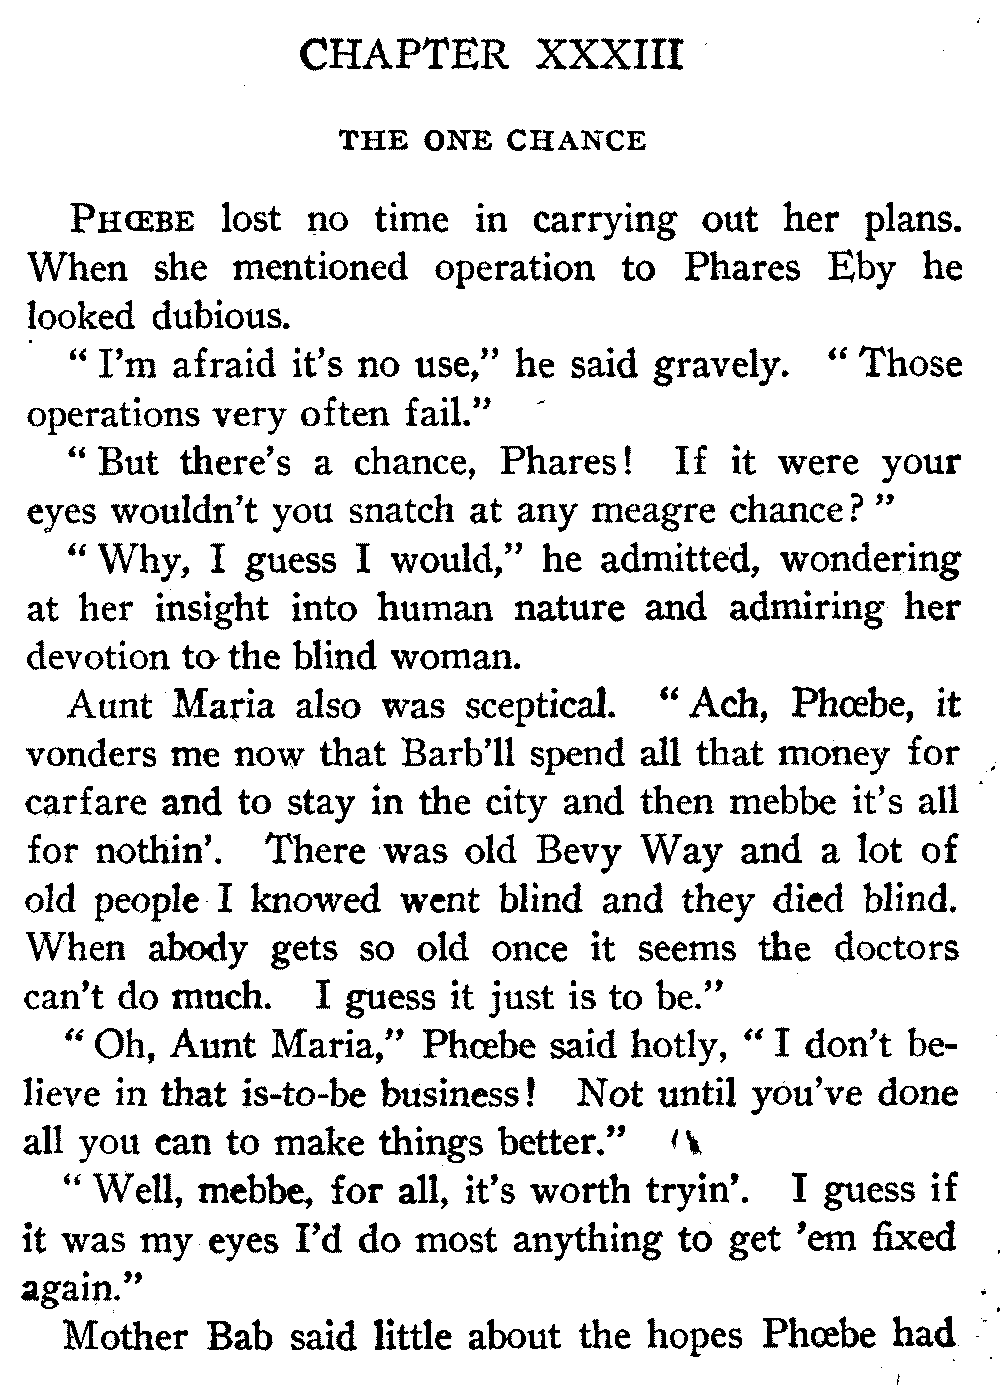 CHAPTER XXXIII
THE ONE CHANCE
PHŒBE lost no time in carrying out her plans.
When she mentioned operation to Phares Eby he
looked dubious.
“ I'm afraid it's no use,” he said gravely. “ Those
operations very often fail.”
“ But there's a chance, Phares! If it were your
eyes wouldn't you snatch at any meagre chance? ”
“ Why, I guess I would,” he admitted, wondering
at her insight into human nature and admiring her
devotion to the blind woman.
Aunt Maria also was sceptical. “ Ach, Phœbe, it
vonders me now that Barb'll spend all that money for
carfare and to stay in the city and then mebbe it's all
for nothin'. There was old Bevy Way and a lot of
old people I knowed went blind and they died blind.
When abody gets so old once it seems the doctors
can't do much. I guess it just is to be.”
“ Oh, Aunt Maria,” Phœbe said hotly, “ I don't be-
lieve in that is-to-be business! Not until you've done
all you can to make things better.”
“ Well, mebbe, for all, it's worth tryin'. I guess if
it was my eyes I'd do most anything to get 'em fixed
again.”
Mother Bab said little about the hopes Phœbe had